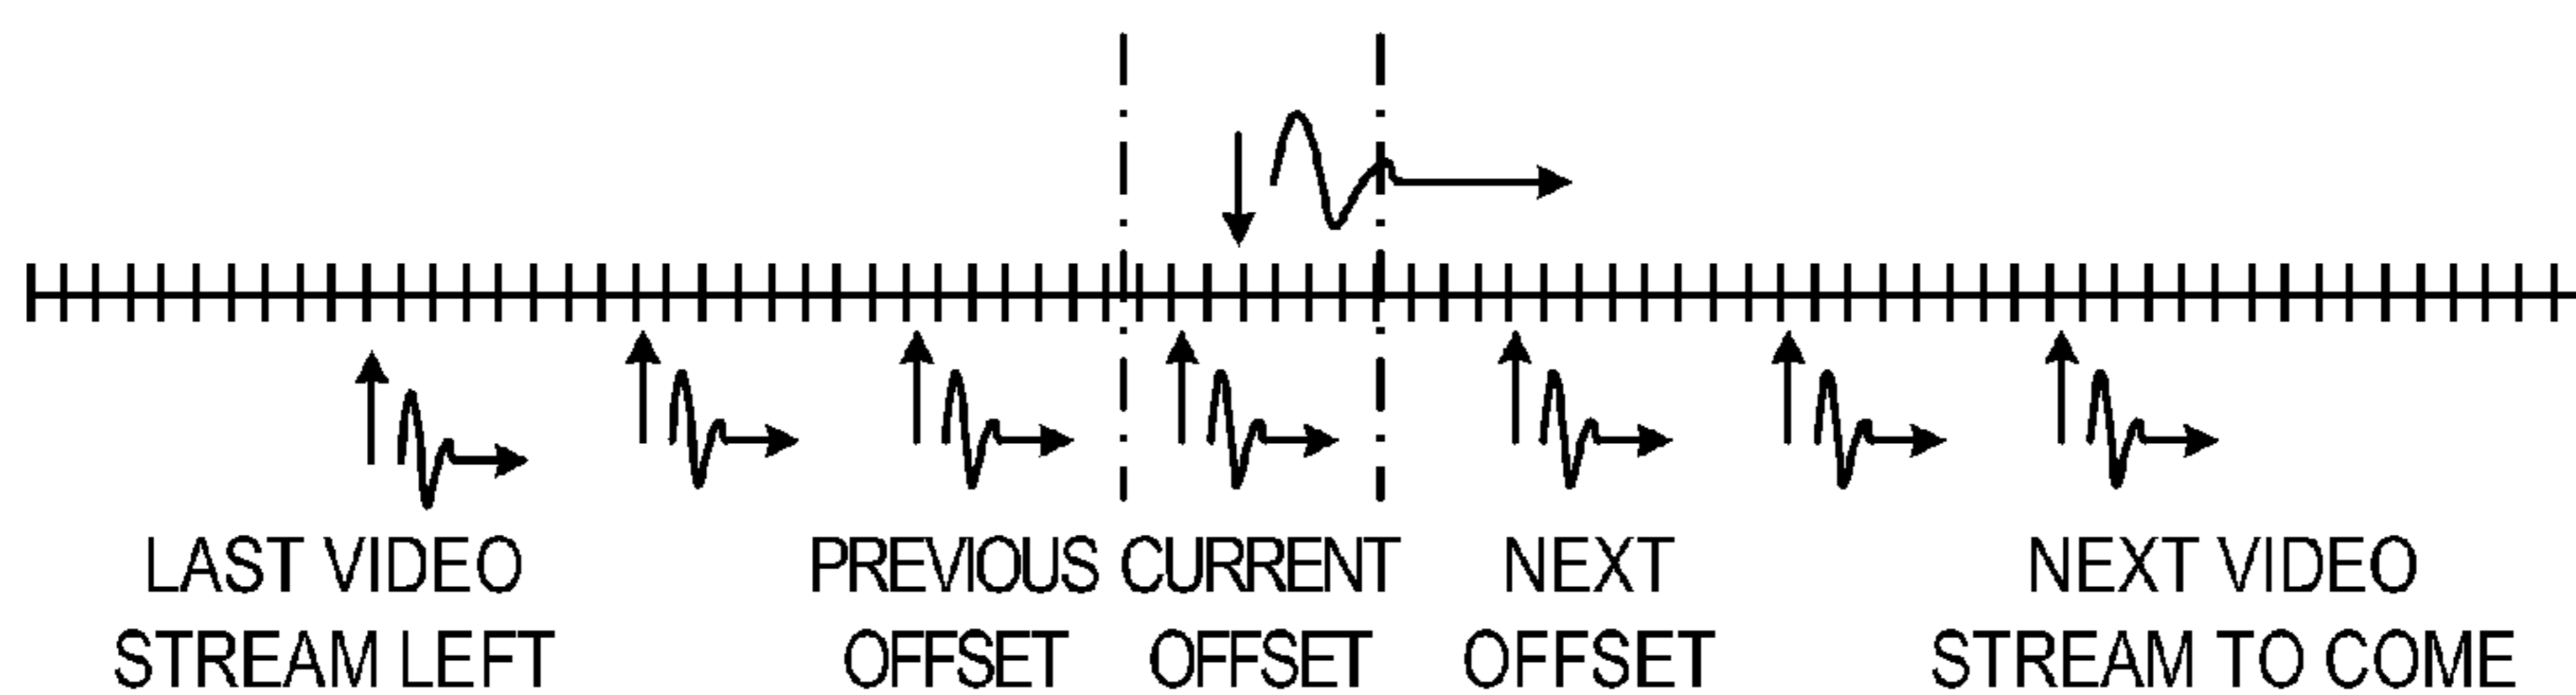 LAST VIDEO
STREAM LEFT
PREVIOUS
OFFSET
CURRENT
OFFSET
NEXT
OFFSET
NEXT VIDEO
STREAM TO COME